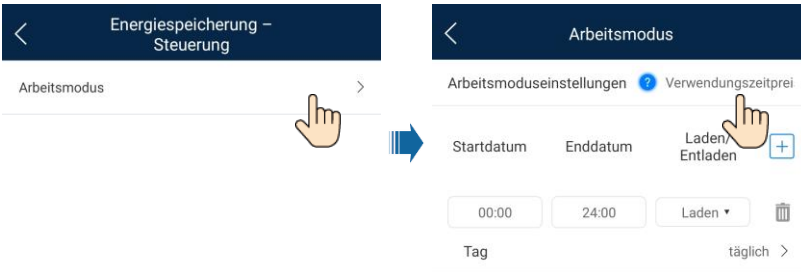 Energiespeicherung –
Steuerung
Arbeitsmodus
Arbeitsmodus
Arbeitsmoduseinstellungen ? Verwendungszeitprei
Startdatum Enddatum Laden/
Entladen
00:00 24:00 Laden
Tag täglich